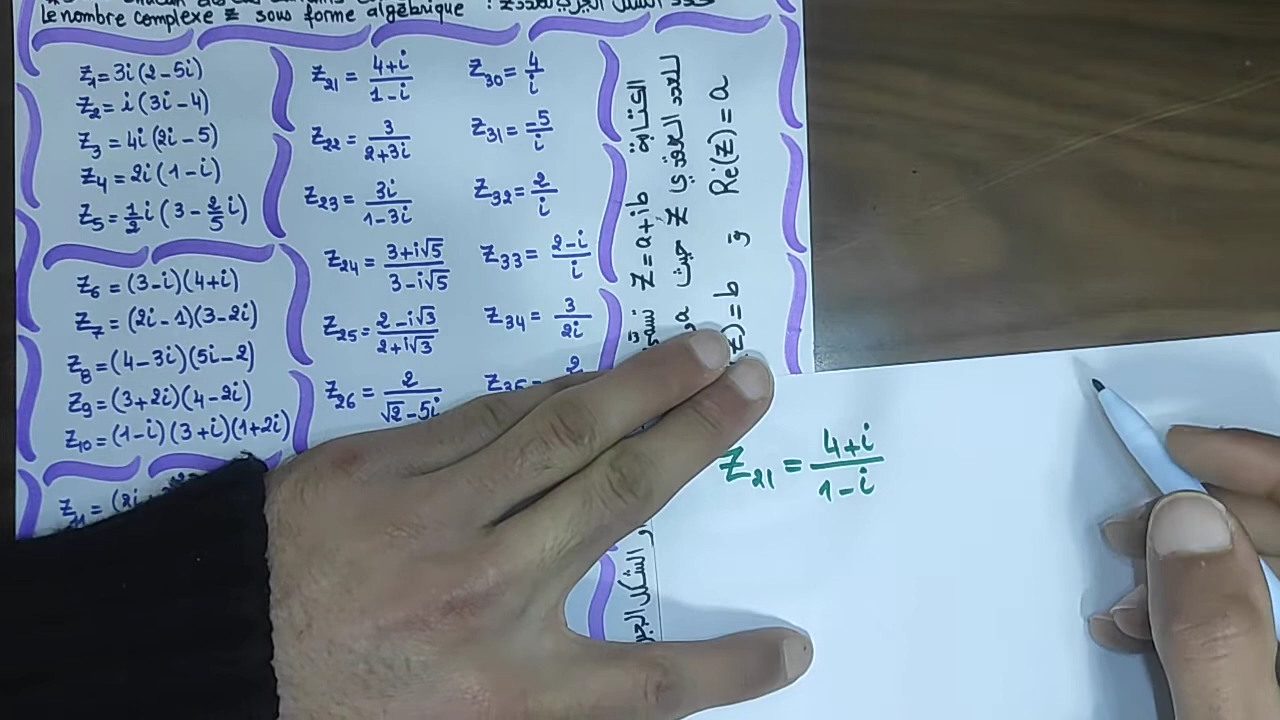 le nombre complexe z sous forme algébrique :
z₁ = 3i(2-5i)
z₂ = i(3i-4)
z₃ = 4i(2i-5)
z₄ = 2i(1-i)
z₅ = 1/2 i(3 - 2/5 i)
z₆ = (3-i)(4+i)
z₇ = (2i-1)(3-2i)
z₈ = (4-3i)(5i-2)
z₉ = (3+2i)(4-2i)
z₁₀ = (1-i)(3+i)(1+2i)
z₂₁ = (4+i)/(1-i)
z₂₂ = 3/(2+3i)
z₂₃ = 3i/(1-3i)
z₂₄ = (3+i√5)/(3-i√5)
z₂₅ = (2-i√3)/(2+i√3)
z₂₆ = 2/(√2-5i)
z₃₀ = 4/i
z₃₁ = -5/i
z₃₂ = 2/i
z₃₃ = (2-i)/i
z₃₄ = 3/2i
الكتابة z = a+ib
للعدد العقدي z حيث
و Re(z) = a
الشكل
z₂₁ = (4+i)/(1-i)